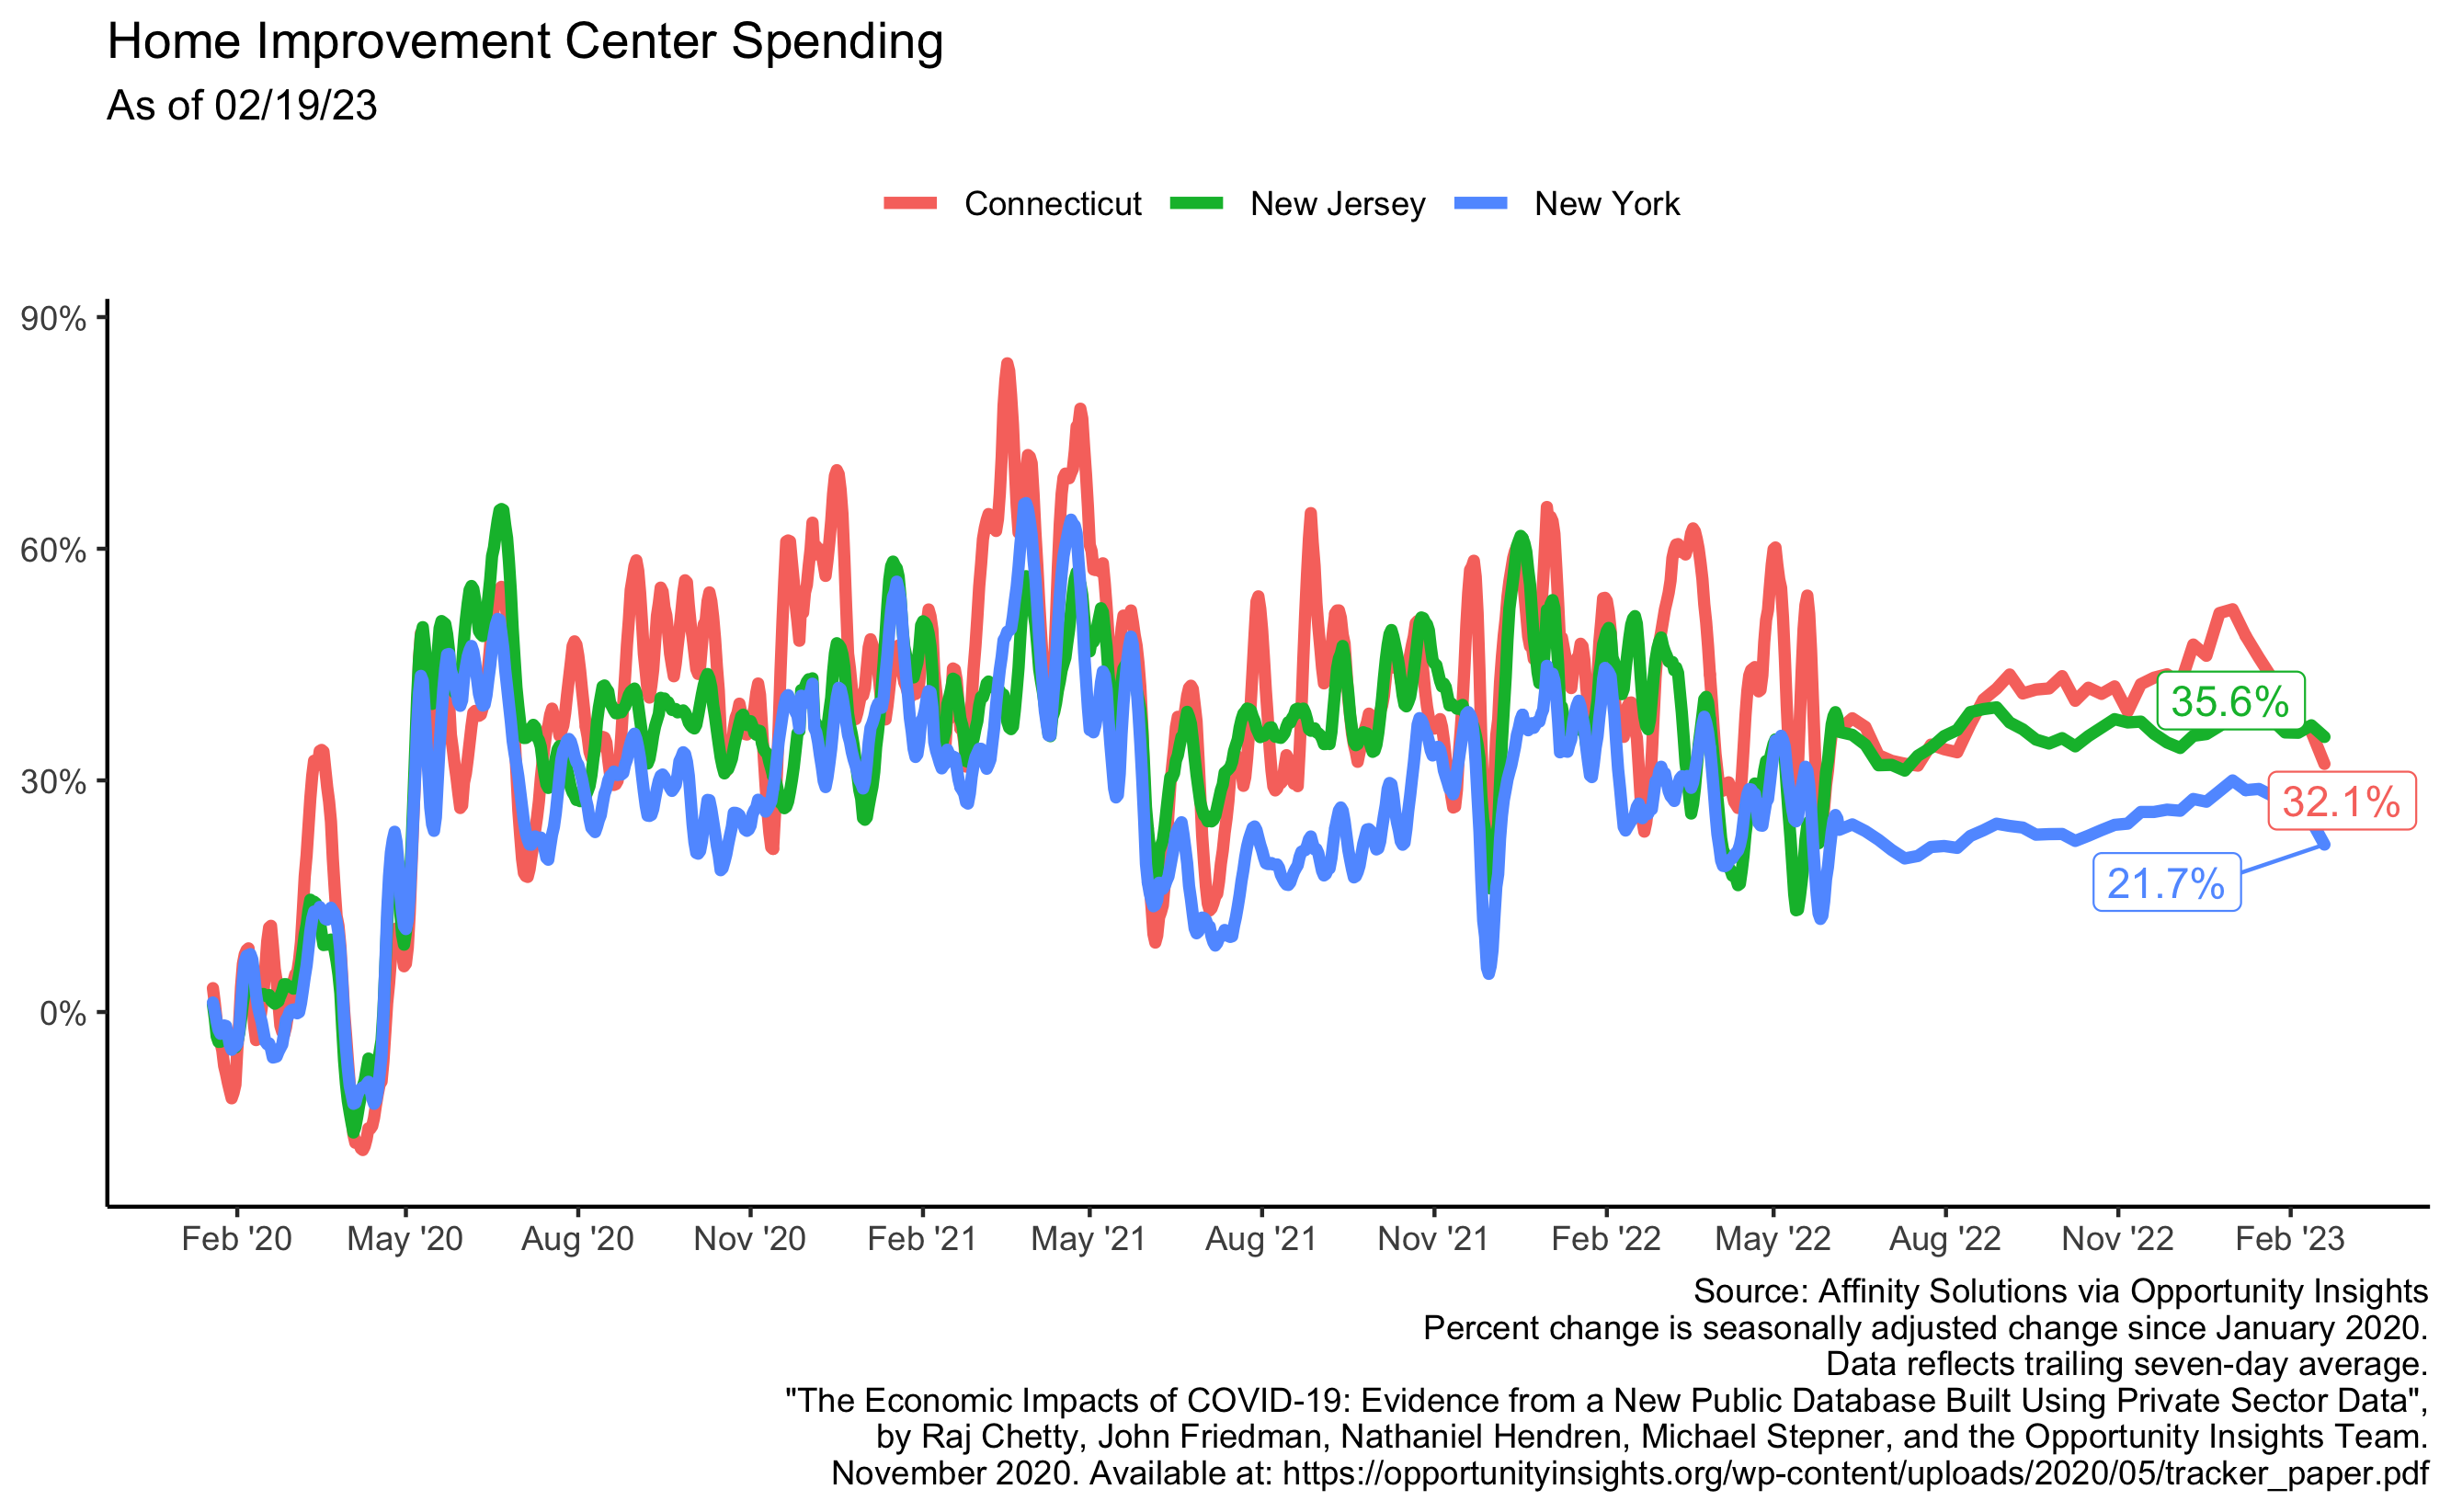 Home Improvement Center Spending
As of 02/19/23
Connecticut New Jersey New York
90%
60%
30%
0%
35.6%
32.1%
21.7%
Feb '20 May '20 Aug '20 Nov '20 Feb '21 May '21 Aug '21 Nov '21 Feb '22 May '22 Aug '22 Nov '22 Feb '23
Source: Affinity Solutions via Opportunity Insights
Percent change is seasonally adjusted change since January 2020.
Data reflects trailing seven-day average.
"The Economic Impacts of COVID-19: Evidence from a New Public Database Built Using Private Sector Data",
by Raj Chetty, John Friedman, Nathaniel Hendren, Michael Stepner, and the Opportunity Insights Team.
November 2020. Available at: https://opportunityinsights.org/wp-content/uploads/2020/05/tracker_paper.pdf